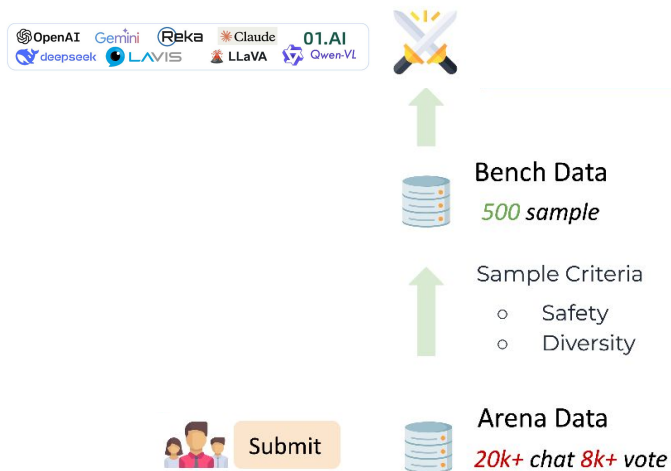 OpenAI Gemini Reka Claude 01.AI
deepseek LAVIS LLaVA Qwen-VL
Bench Data
500 sample
Sample Criteria
Safety
Diversity
Submit
Arena Data
20k+ chat 8k+ vote